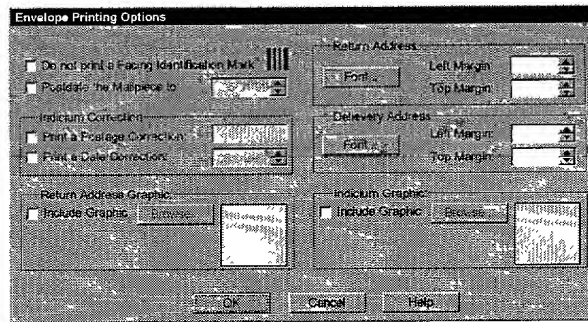 Envelope Printing Options
Do not print a Facing Identification Mark
Postdate the Mailpiece to
Indicium Correction
Print a Postage Correction:
Print a Date Correction:
Return Address
Font...
Left Margin:
Top Margin:
Delievery Address
Font...
Left Margin:
Top Margin:
Return Address Graphic:
Include Graphic
Browse...
Indicium Graphic:
Include Graphic
Browse...
OK
Cancel
Help